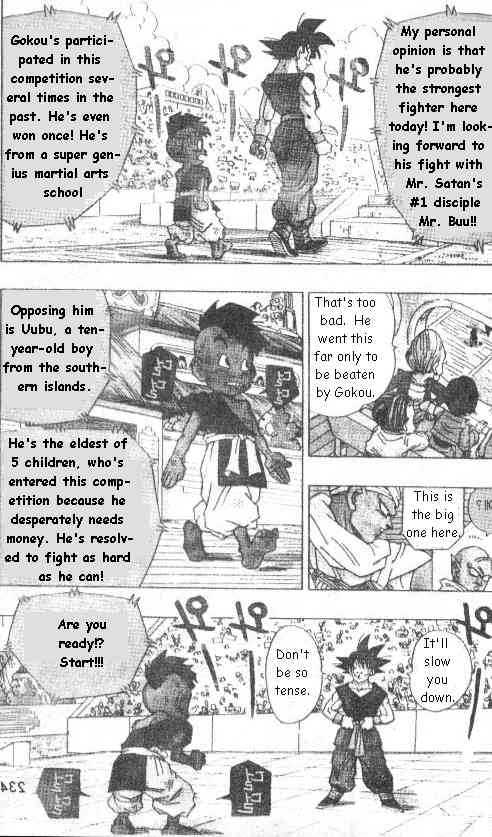 Gokou's partici-
pated in this
competition sev-
eral times in the
past. He's even
won once! He's
from a super gen-
ius martial arts
school
My personal
opinion is that
he's probably
the strongest
fighter here
today! I'm look-
ing forward to
his fight with
Mr. Satan's
#1 disciple
Mr. Buu!!
Opposing him
is Uubu, a ten-
year-old boy
from the south-
ern islands.
He's the eldest of
5 children, who's
entered this comp-
etition because he
desperately needs
money. He's resolv-
ed to fight as hard
as he can!
That's too
bad. He
went this
far only to
be beaten
by Gokou.
This is
the big
one here.
Are you
ready!?
Start!!!
Don't
be so
tense.
It'll
slow
you
down.
234